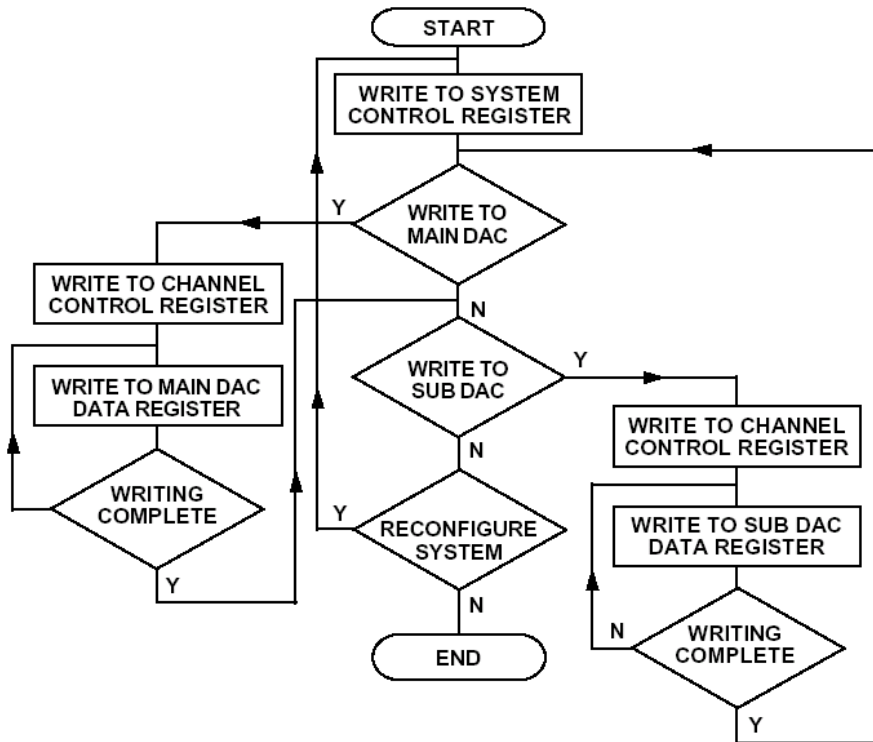 START
WRITE TO SYSTEM
CONTROL REGISTER
Y
WRITE TO
MAIN DAC
N
WRITE TO CHANNEL
CONTROL REGISTER
WRITE TO MAIN DAC
DATA REGISTER
WRITING
COMPLETE
Y
WRITE TO
SUB DAC
Y
N
RECONFIGURE
SYSTEM
Y
N
END
WRITE TO CHANNEL
CONTROL REGISTER
WRITE TO SUB DAC
DATA REGISTER
N
WRITING
COMPLETE
Y